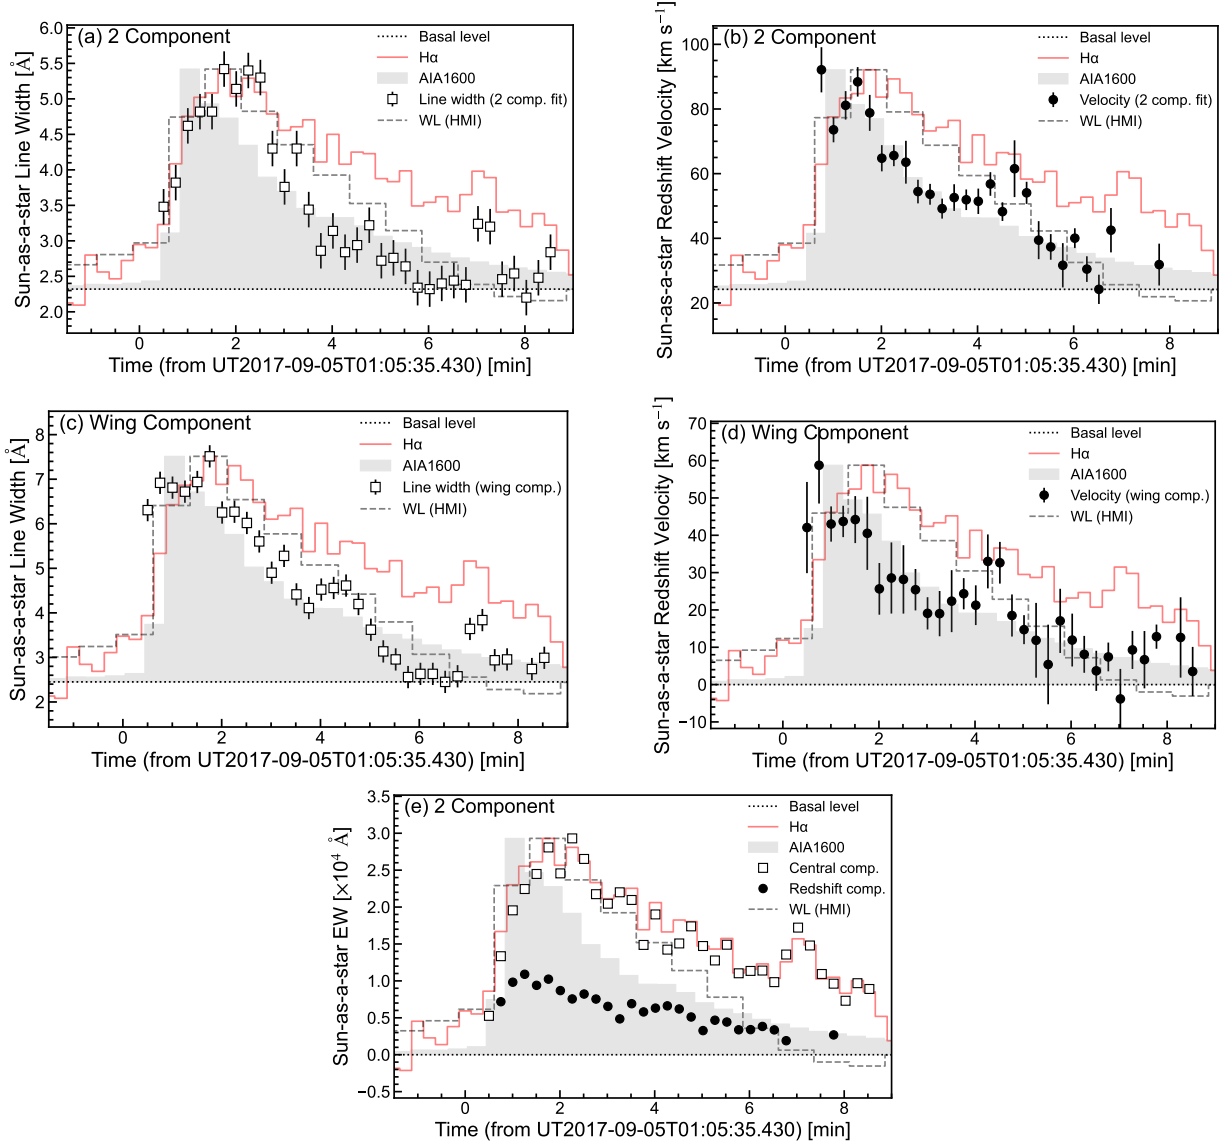 (a) 2 Component
Basal level
Hα
AIA1600
Line width (2 comp. fit)
WL (HMI)
Sun-as-a-star Line Width [Å]
6.0
5.5
5.0
4.5
4.0
3.5
3.0
2.5
2.0
0 2 4 6 8
Time (from UT2017-09-05T01:05:35.430) [min]
(b) 2 Component
Basal level
Hα
AIA1600
Velocity (2 comp. fit)
WL (HMI)
Sun-as-a-star Redshift Velocity [km s⁻¹]
100
80
60
40
20
0 2 4 6 8
Time (from UT2017-09-05T01:05:35.430) [min]
(c) Wing Component
Basal level
Hα
AIA1600
Line width (wing comp.)
WL (HMI)
Sun-as-a-star Line Width [Å]
8
7
6
5
4
3
2
0 2 4 6 8
Time (from UT2017-09-05T01:05:35.430) [min]
(d) Wing Component
Basal level
Hα
AIA1600
Velocity (wing comp.)
WL (HMI)
Sun-as-a-star Redshift Velocity [km s⁻¹]
70
60
50
40
30
20
10
0
−10
0 2 4 6 8
Time (from UT2017-09-05T01:05:35.430) [min]
(e) 2 Component
Basal level
Hα
AIA1600
Central comp.
Redshift comp.
WL (HMI)
Sun-as-a-star EW [×10⁴ Å]
3.5
3.0
2.5
2.0
1.5
1.0
0.5
0.0
−0.5
0 2 4 6 8
Time (from UT2017-09-05T01:05:35.430) [min]